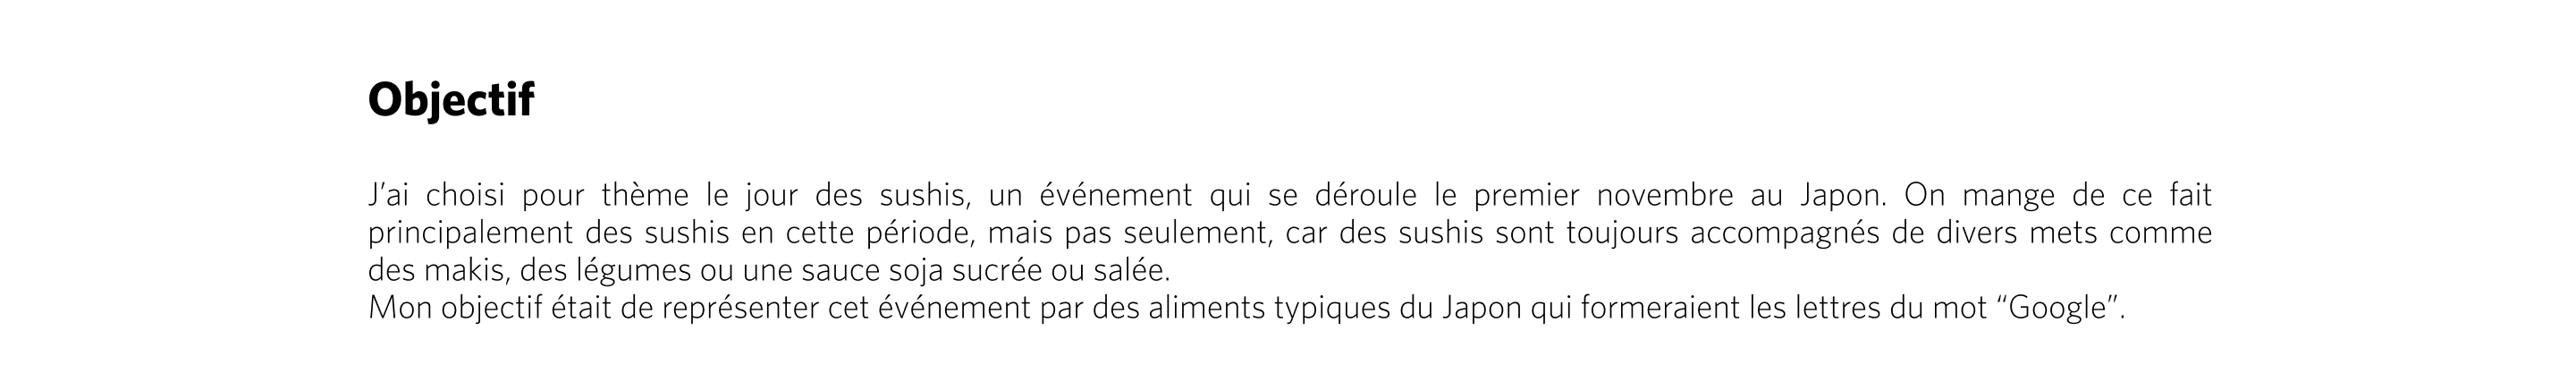 Objectif
J’ai choisi pour thème le jour des sushis, un événement qui se déroule le premier novembre au Japon. On mange de ce fait
principalement des sushis en cette période, mais pas seulement, car des sushis sont toujours accompagnés de divers mets comme
des makis, des légumes ou une sauce soja sucrée ou salée.
Mon objectif était de représenter cet événement par des aliments typiques du Japon qui formeraient les lettres du mot “Google”.